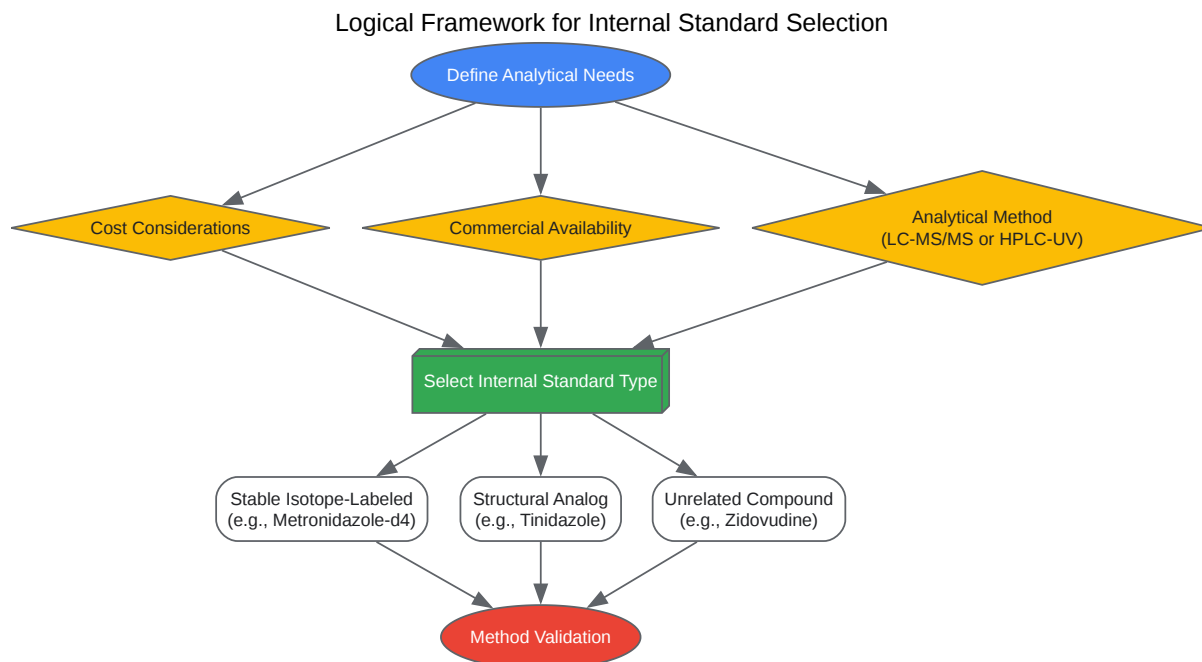 Logical Framework for Internal Standard Selection
Define Analytical Needs
Cost Considerations
Commercial Availability
Analytical Method
(LC-MS/MS or HPLC-UV)
Select Internal Standard Type
Stable Isotope-Labeled
(e.g., Metronidazole-d4)
Structural Analog
(e.g., Tinidazole)
Unrelated Compound
(e.g., Zidovudine)
Method Validation